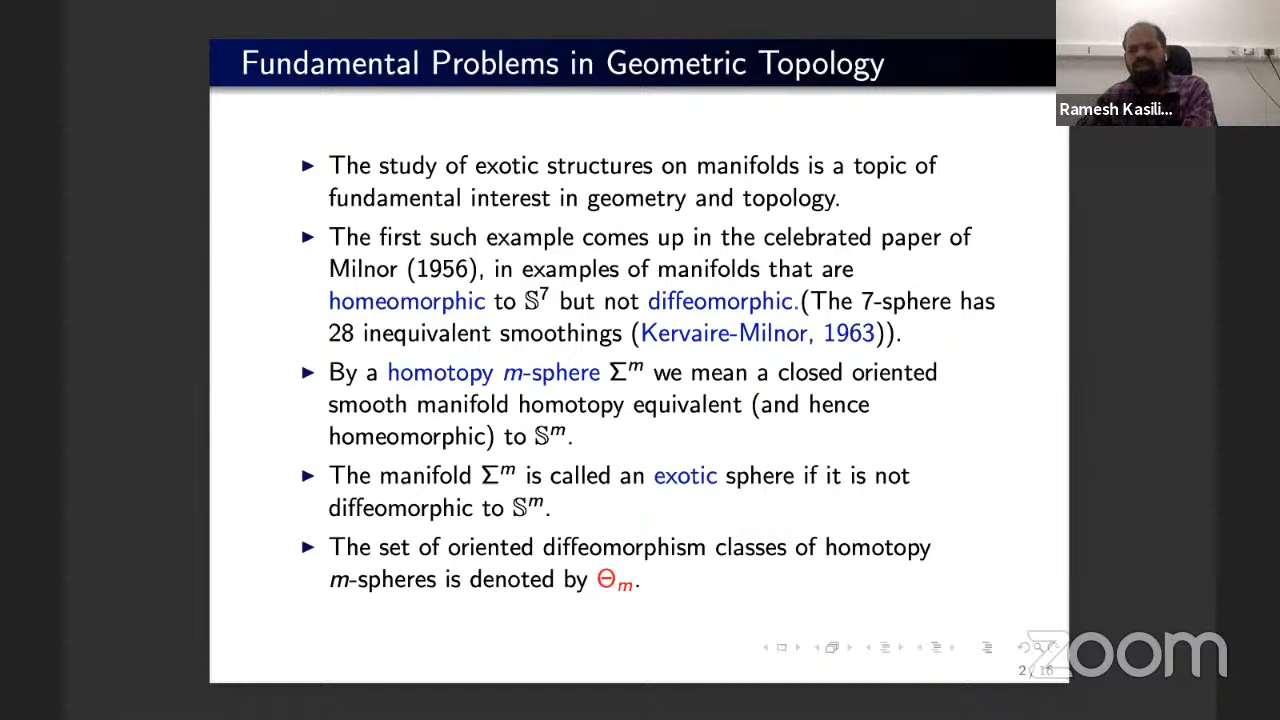 Fundamental Problems in Geometric Topology
Ramesh Kasili...
▶ The study of exotic structures on manifolds is a topic of
fundamental interest in geometry and topology.
▶ The first such example comes up in the celebrated paper of
Milnor (1956), in examples of manifolds that are
homeomorphic to 𝕊⁷ but not diffeomorphic.(The 7-sphere has
28 inequivalent smoothings (Kervaire-Milnor, 1963)).
▶ By a homotopy m-sphere Σᵐ we mean a closed oriented
smooth manifold homotopy equivalent (and hence
homeomorphic) to 𝕊ᵐ.
▶ The manifold Σᵐ is called an exotic sphere if it is not
diffeomorphic to 𝕊ᵐ.
▶ The set of oriented diffeomorphism classes of homotopy
m-spheres is denoted by Θₘ.
zoom
2 / 16